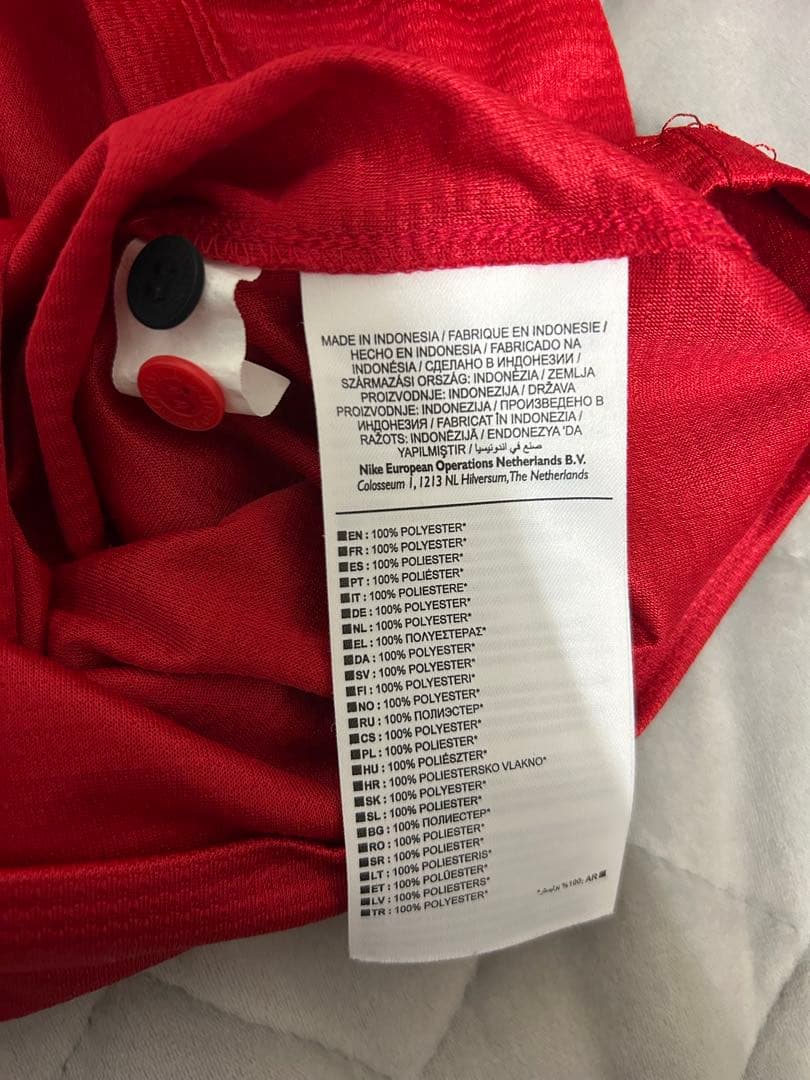 MADE IN INDONESIA / FABRIQUE EN INDONESIE /
HECHO EN INDONESIA / FABRICADO NA
INDONÉSIA / СДЕЛАНО В ИНДОНЕЗИИ /
SZÁRMAZÁSI ORSZÁG: INDONÉZIA / ZEMLJA
PROIZVODNJE: INDONEZIJA / DRŽAVA
PROIZVODNJE: INDONEZIJA / ПРОИЗВЕДЕНО В
ИНДОНЕЗИЯ / FABRICAT ÎN INDONEZIA /
RAŽOTS: INDONĒZIJĀ / ENDONEZYA 'DA
YAPILMIŞTIR / صنع في اندونيسيا
Nike European Operations Netherlands B.V.
Colosseum 1, 1213 NL Hilversum, The Netherlands
EN : 100% POLYESTER*
FR : 100% POLYESTER*
ES : 100% POLIESTER*
PT : 100% POLIÉSTER*
IT : 100% POLIESTERE*
DE : 100% POLYESTER*
NL : 100% POLYESTER*
EL : 100% ΠΟΛΥΕΣΤΕΡΑΣ*
DA : 100% POLYESTER*
SV : 100% POLYESTER*
FI : 100% POLYESTERI*
NO : 100% POLYESTER*
RU : 100% ПОЛИЭСТЕР*
CS : 100% POLYESTER*
PL : 100% POLIESTER*
HU : 100% POLIÉSZTER*
HR : 100% POLIESTERSKO VLAKNO*
SK : 100% POLYESTER*
SL : 100% POLIESTER*
BG : 100% ПОЛИЕСТЕР*
RO : 100% POLIESTER*
SR : 100% POLIESTER*
LT : 100% POLIESTERIS*
ET : 100% POLÜESTER*
LV : 100% POLIESTERS*
TR : 100% POLYESTER*
AR :100% بوليستر*